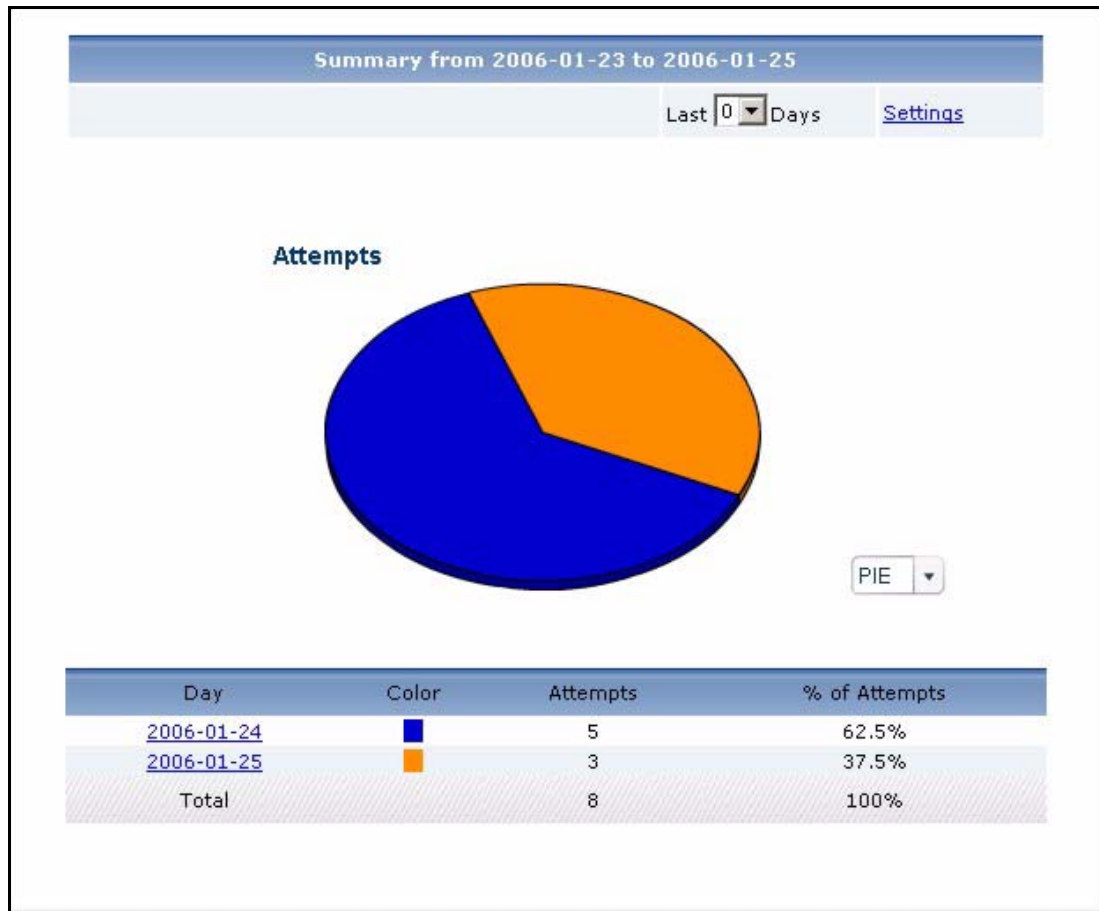 Summary from 2006-01-23 to 2006-01-25
Last 0 Days Settings
Attempts
PIE
Day Color Attempts % of Attempts
2006-01-24 5 62.5%
2006-01-25 3 37.5%
Total 8 100%